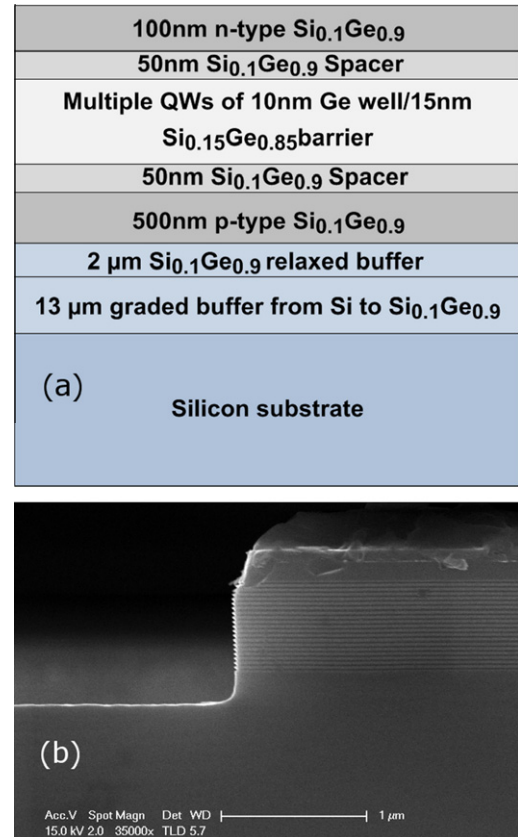 100nm n-type Si0.1Ge0.9
50nm Si0.1Ge0.9 Spacer
Multiple QWs of 10nm Ge well/15nm
Si0.15Ge0.85barrier
50nm Si0.1Ge0.9 Spacer
500nm p-type Si0.1Ge0.9
2 μm Si0.1Ge0.9 relaxed buffer
13 μm graded buffer from Si to Si0.1Ge0.9
(a)
Silicon substrate
(b)
Acc.V Spot Magn Det WD 1 μm
15.0 kV 2.0 35000x TLD 5.7